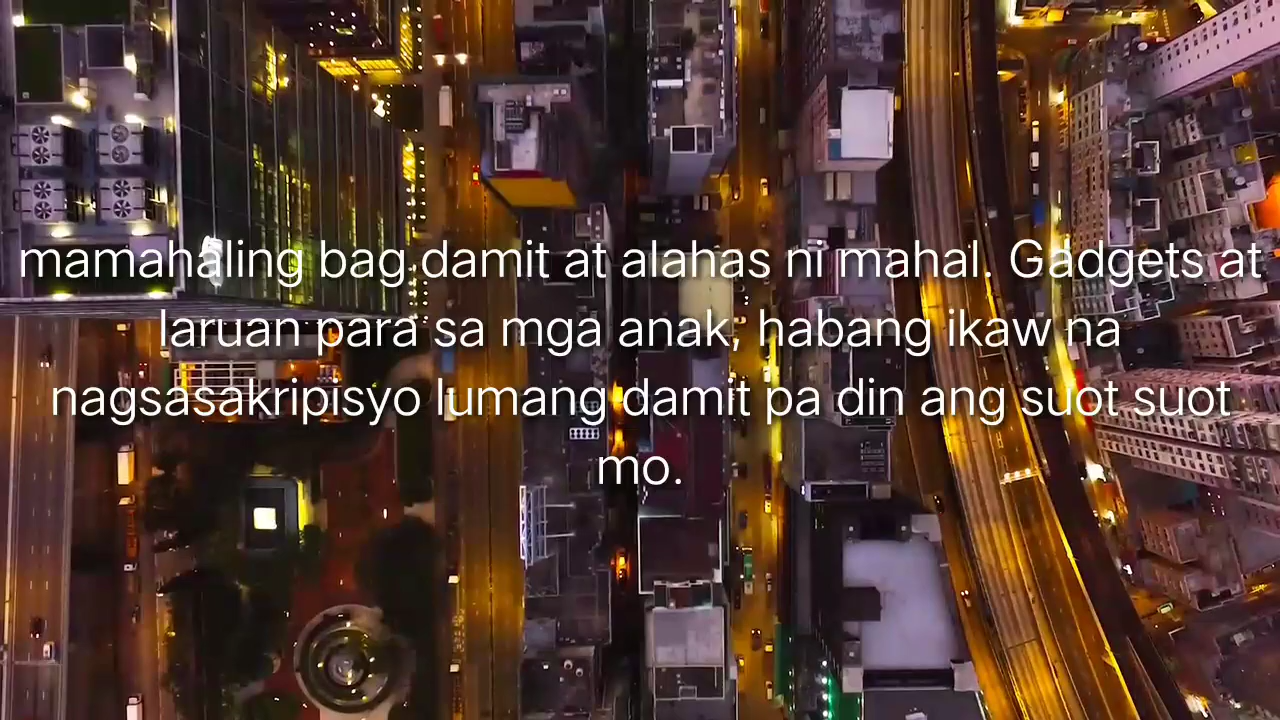 mamahaling bag damit at alahas ni mahal. Gadgets at
laruan para sa mga anak, habang ikaw na
nagsasakripisyo lumang damit pa din ang suot suot
mo.